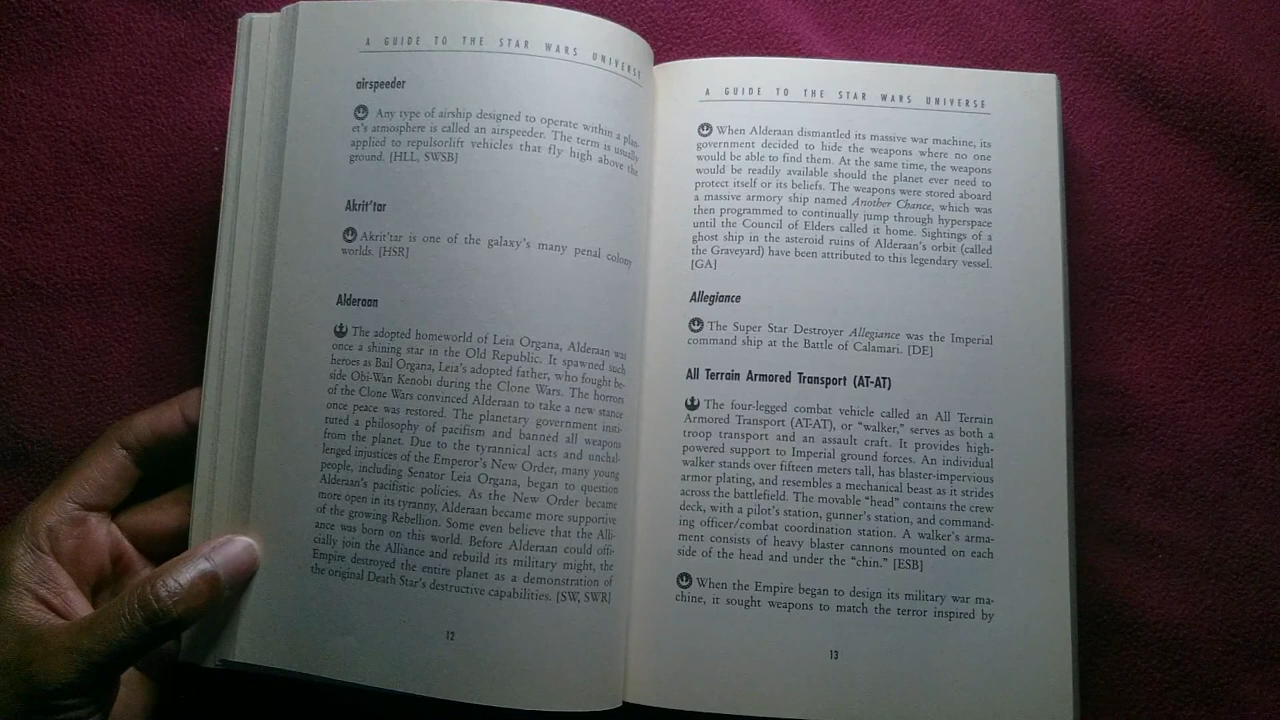 A GUIDE TO THE STAR WARS UNIVERSE
airspeeder
Any type of airship designed to operate within a plan-
et's atmosphere is called an airspeeder. The term is usually
applied to repulsorlift vehicles that fly high above the
ground. [HLL, SWSB]
Akrit'tar
Akrit'tar is one of the galaxy's many penal colony
worlds. [HSR]
Alderaan
The adopted homeworld of Leia Organa, Alderaan was
once a shining star in the Old Republic. It spawned such
heroes as Bail Organa, Leia's adopted father, who fought be-
side Obi-Wan Kenobi during the Clone Wars. The horrors
of the Clone Wars convinced Alderaan to take a new stance
once peace was restored. The planetary government insti-
tuted a philosophy of pacifism and banned all weapons
from the planet. Due to the tyrannical acts and unchal-
lenged injustices of the Emperor's New Order, many young
people, including Senator Leia Organa, began to question
Alderaan's pacifistic policies. As the New Order became
more open in its tyranny, Alderaan became more supportive
of the growing Rebellion. Some even believe that the Alli-
ance was born on this world. Before Alderaan could offi-
cially join the Alliance and rebuild its military might, the
Empire destroyed the entire planet as a demonstration of
the original Death Star's destructive capabilities. [SW, SWR]
12
A GUIDE TO THE STAR WARS UNIVERSE
When Alderaan dismantled its massive war machine, its
government decided to hide the weapons where no one
would be able to find them. At the same time, the weapons
would be readily available should the planet ever need to
protect itself or its beliefs. The weapons were stored aboard
a massive armory ship named Another Chance, which was
then programmed to continually jump through hyperspace
until the Council of Elders called it home. Sightings of a
ghost ship in the asteroid ruins of Alderaan's orbit (called
the Graveyard) have been attributed to this legendary vessel.
[GA]
Allegiance
The Super Star Destroyer Allegiance was the Imperial
command ship at the Battle of Calamari. [DE]
All Terrain Armored Transport (AT-AT)
The four-legged combat vehicle called an All Terrain
Armored Transport (AT-AT), or “walker,” serves as both a
troop transport and an assault craft. It provides high-
powered support to Imperial ground forces. An individual
walker stands over fifteen meters tall, has blaster-impervious
armor plating, and resembles a mechanical beast as it strides
across the battlefield. The movable “head” contains the crew
deck, with a pilot's station, gunner's station, and command-
ing officer/combat coordination station. A walker's arma-
ment consists of heavy blaster cannons mounted on each
side of the head and under the “chin.” [ESB]
When the Empire began to design its military war ma-
chine, it sought weapons to match the terror inspired by
13